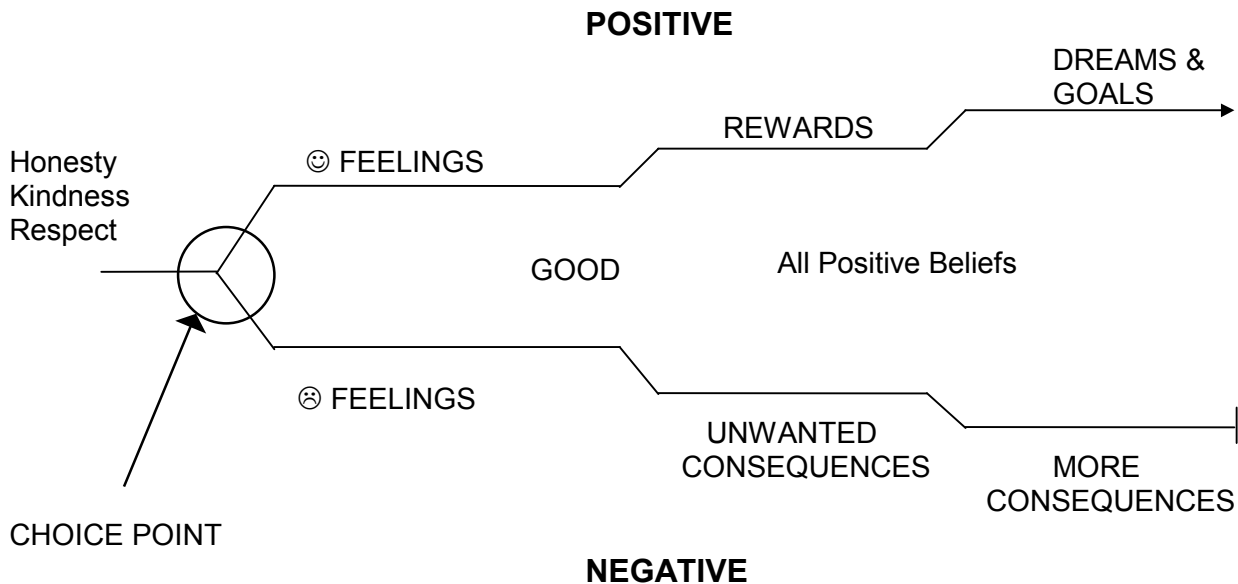 POSITIVE
DREAMS &
GOALS
REWARDS
Honesty
Kindness
Respect
☺ FEELINGS
GOOD
All Positive Beliefs
☹ FEELINGS
UNWANTED
CONSEQUENCES
MORE
CONSEQUENCES
CHOICE POINT
NEGATIVE